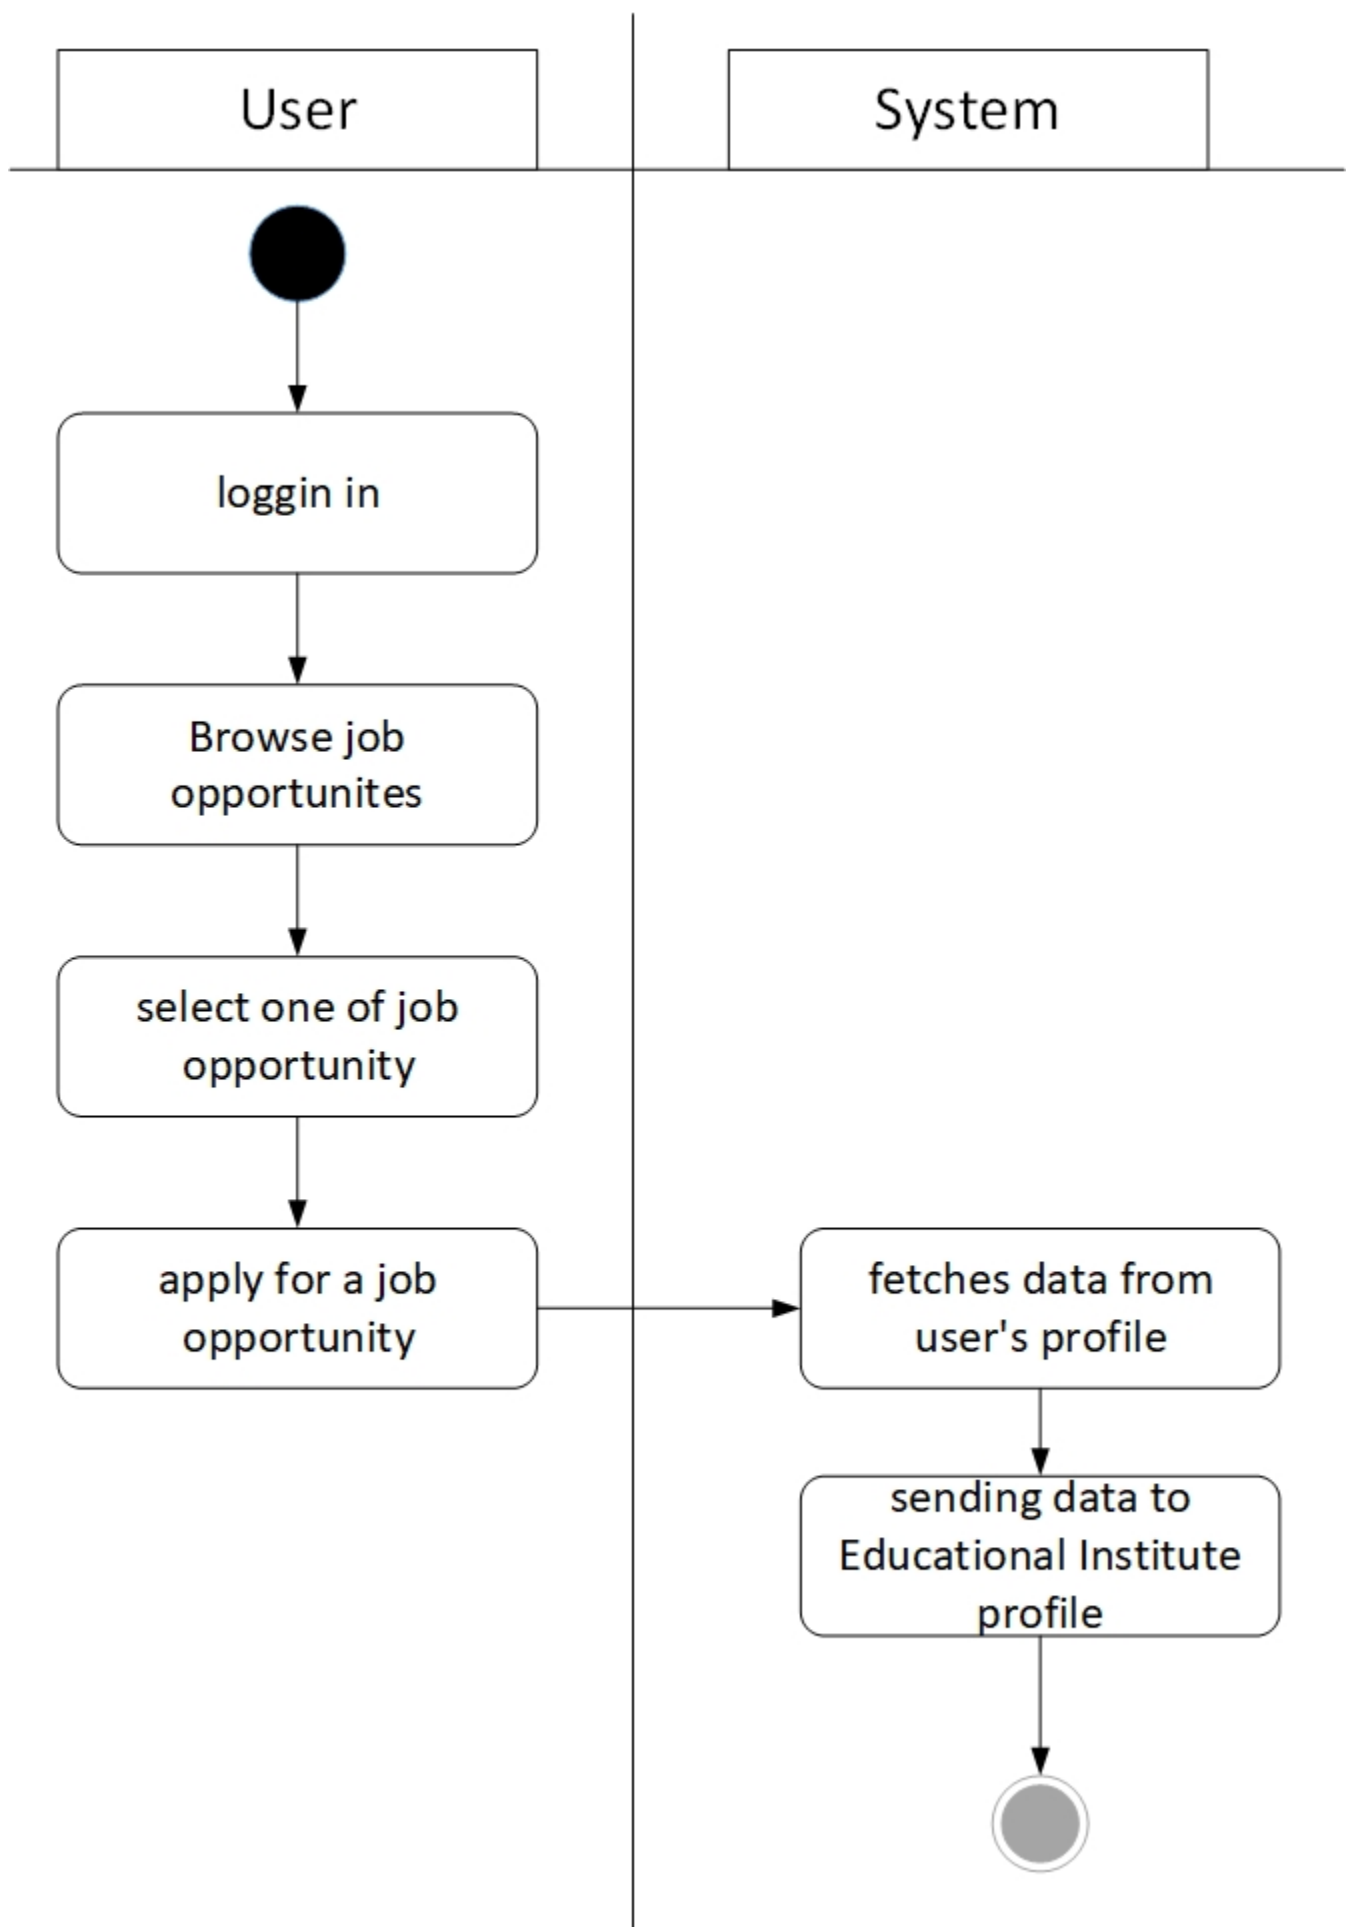 User
System
loggin in
Browse job
opportunites
select one of job
opportunity
apply for a job
opportunity
fetches data from
user's profile
sending data to
Educational Institute
profile